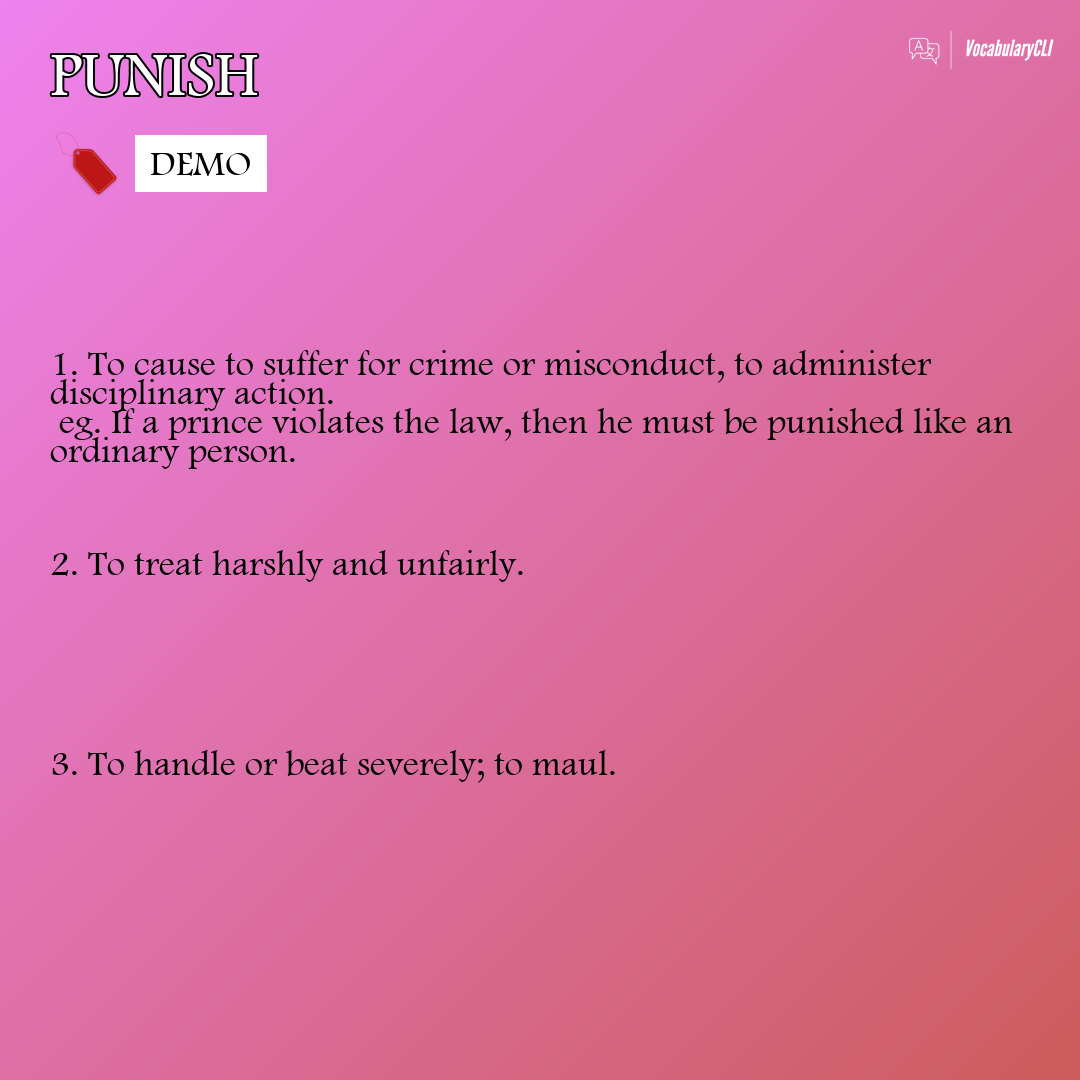 PUNISH
VocabularyCLI
DEMO
1. To cause to suffer for crime or misconduct, to administer
disciplinary action.
eg. If a prince violates the law, then he must be punished like an
ordinary person.
2. To treat harshly and unfairly.
3. To handle or beat severely; to maul.